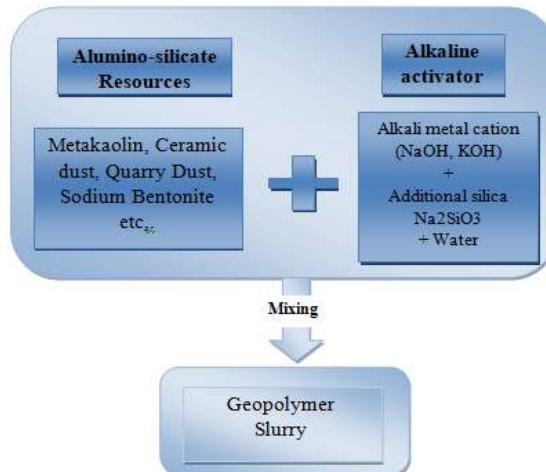 Alumino-silicate
Resources
Alkaline
activator
Metakaolin, Ceramic
dust, Quarry Dust,
Sodium Bentonite
etc.,
Alkali metal cation
(NaOH, KOH)
+
Additional silica
Na2SiO3
+ Water
Mixing
Geopolymer
Slurry